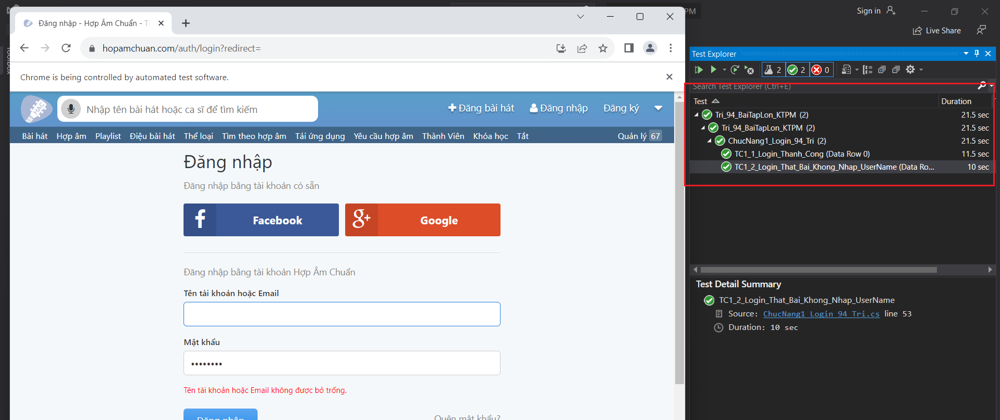 Đăng nhập - Hợp Âm Chuẩn - Th
PM
Sign in
Live Share
hopamchuan.com/auth/login?redirect=
Chrome is being controlled by automated test software.
HAC
Nhập tên bài hát hoặc ca sĩ để tìm kiếm
Đăng bài hát
Đăng nhập
Đăng ký
Bài hát
Hợp âm
Playlist
Điệu bài hát
Thể loại
Tìm theo hợp âm
Tải ứng dụng
Yêu cầu hợp âm
Thành Viên
Khóa học
Tắt
Quản lý 67
Đăng nhập
Đăng nhập bằng tài khoản có sẵn
f Facebook
g+ Google
Đăng nhập bằng tài khoản Hợp Âm Chuẩn
Tên tài khoản hoặc Email
Mật khẩu
••••••••
Tên tài khoản hoặc Email không được bỏ trống.
Đăng nhập
Quên mật khẩu?
Test Explorer
2 2 0
Search Test Explorer (Ctrl+E)
Test Duration
Tri_94_BaiTapLon_KTPM (2) 21.5 sec
Tri_94_BaiTapLon_KTPM (2) 21.5 sec
ChucNang1_Login_94_Tri (2) 21.5 sec
TC1_1_Login_Thanh_Cong (Data Row 0) 11.5 sec
TC1_2_Login_That_Bai_Khong_Nhap_UserName (Data Ro... 10 sec
Test Detail Summary
TC1_2_Login_That_Bai_Khong_Nhap_UserName
Source: ChucNang1_Login_94_Tri.cs line 53
Duration: 10 sec